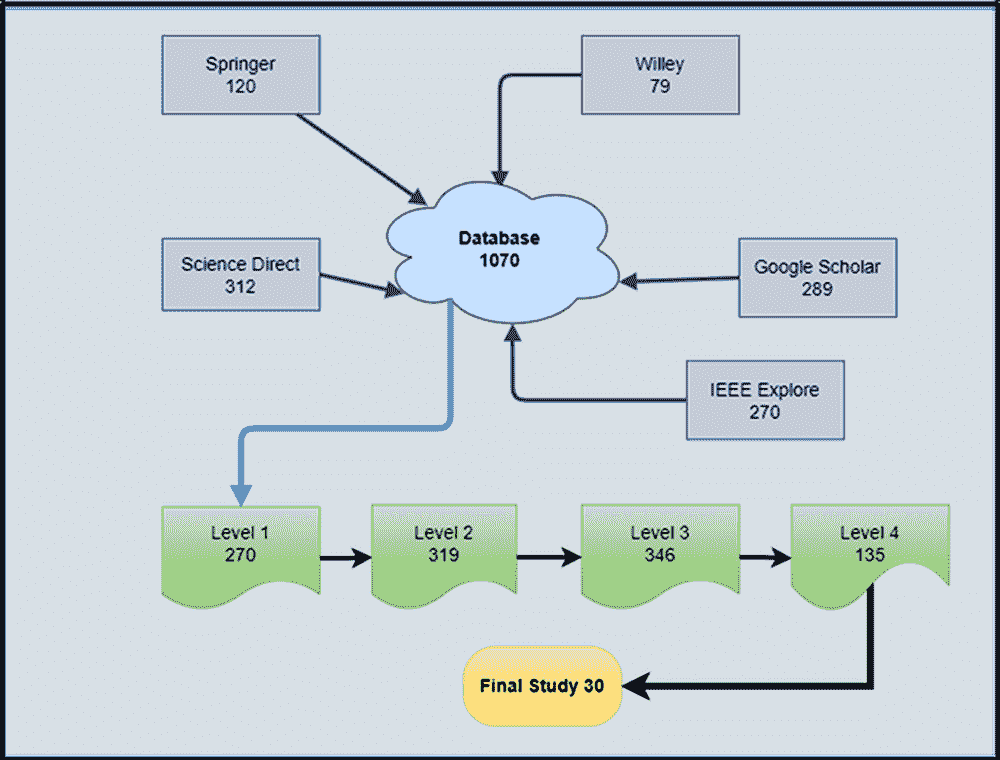 Springer
120
Willey
79
Database
1070
Science Direct
312
Google Scholar
289
IEEE Explore
270
Level 1
270
Level 2
319
Level 3
346
Level 4
135
Final Study 30